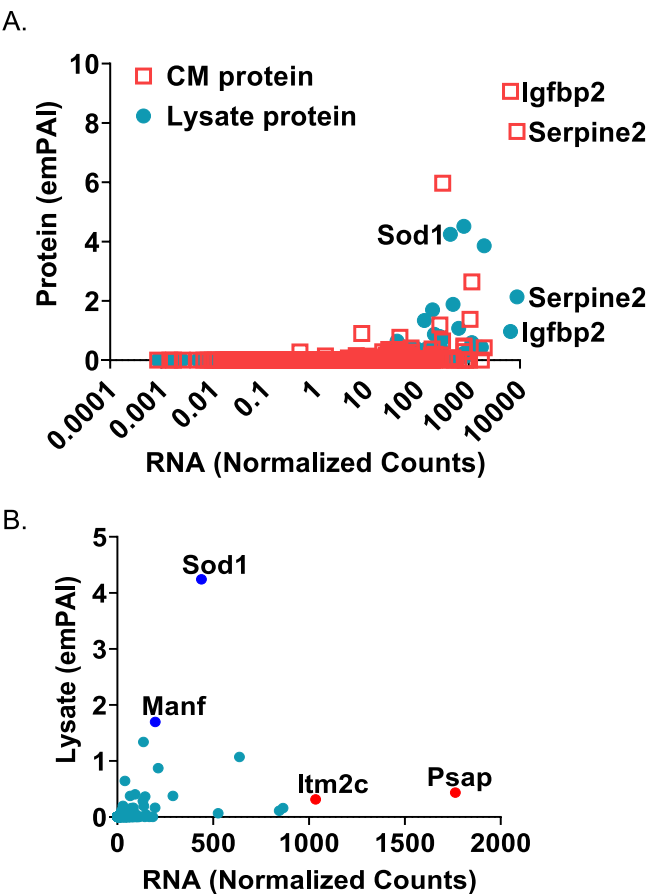 A.
Protein (emPAI)
10
8
6
4
2
0
CM protein
Lysate protein
Igfbp2
Serpine2
Sod1
Serpine2
Igfbp2
0.0001
0.001
0.01
0.1
1
10
100
1000
10000
RNA (Normalized Counts)
B.
Lysate (emPAI)
5
4
3
2
1
0
Sod1
Manf
Itm2c
Psap
0
500
1000
1500
2000
RNA (Normalized Counts)